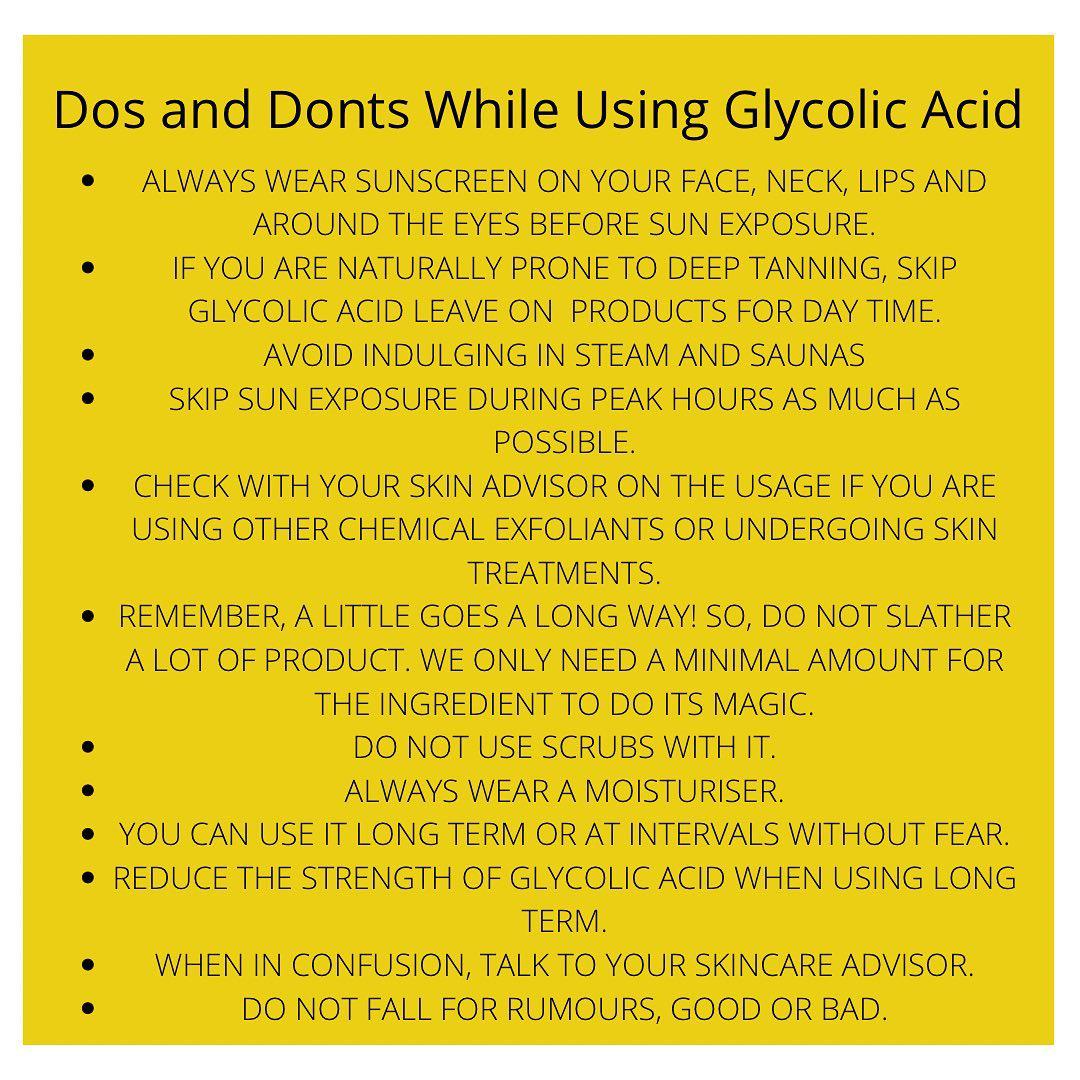 Dos and Donts While Using Glycolic Acid
• ALWAYS WEAR SUNSCREEN ON YOUR FACE, NECK, LIPS AND
AROUND THE EYES BEFORE SUN EXPOSURE.
• IF YOU ARE NATURALLY PRONE TO DEEP TANNING, SKIP
GLYCOLIC ACID LEAVE ON PRODUCTS FOR DAY TIME.
• AVOID INDULGING IN STEAM AND SAUNAS
• SKIP SUN EXPOSURE DURING PEAK HOURS AS MUCH AS
POSSIBLE.
• CHECK WITH YOUR SKIN ADVISOR ON THE USAGE IF YOU ARE
USING OTHER CHEMICAL EXFOLIANTS OR UNDERGOING SKIN
TREATMENTS.
• REMEMBER, A LITTLE GOES A LONG WAY! SO, DO NOT SLATHER
A LOT OF PRODUCT. WE ONLY NEED A MINIMAL AMOUNT FOR
THE INGREDIENT TO DO ITS MAGIC.
• DO NOT USE SCRUBS WITH IT.
• ALWAYS WEAR A MOISTURISER.
• YOU CAN USE IT LONG TERM OR AT INTERVALS WITHOUT FEAR.
• REDUCE THE STRENGTH OF GLYCOLIC ACID WHEN USING LONG
TERM.
• WHEN IN CONFUSION, TALK TO YOUR SKINCARE ADVISOR.
• DO NOT FALL FOR RUMOURS, GOOD OR BAD.